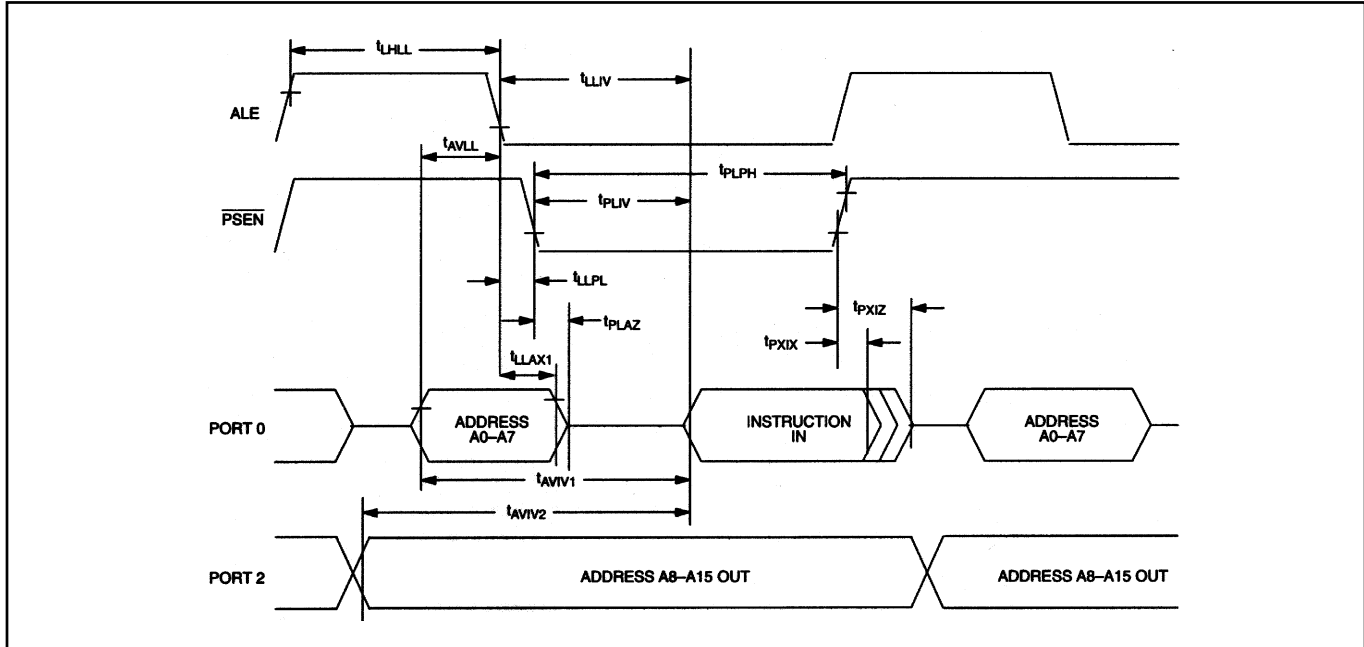 tLHLL
tLLIV
ALE
tAVLL
tPLPH
PSEN
tPLIV
tLLPL
tPLAZ
tPXIZ
tPXIX
tLLAX1
PORT 0
ADDRESS
A0–A7
INSTRUCTION
IN
ADDRESS
A0–A7
tAVIV1
tAVIV2
PORT 2
ADDRESS A8–A15 OUT
ADDRESS A8–A15 OUT